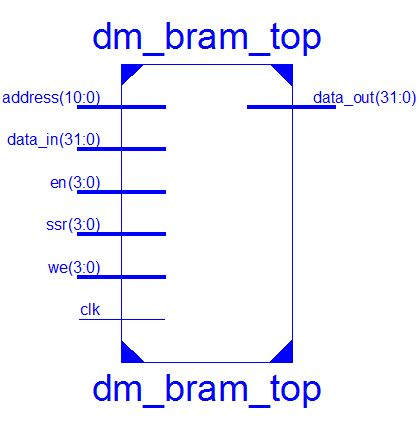 dm_bram_top
address(10:0)
data_out(31:0)
data_in(31:0)
en(3:0)
ssr(3:0)
we(3:0)
clk
dm_bram_top